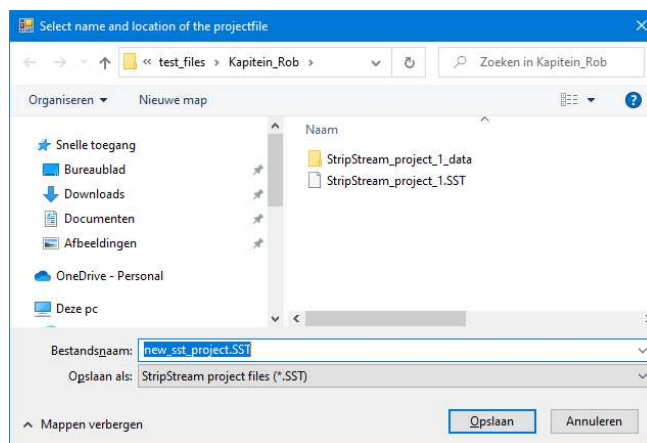 Select name and location of the projectfile
« test_files › Kapitein_Rob ›
Zoeken in Kapitein_Rob
Organiseren
Nieuwe map
Snelle toegang
Bureaublad
Downloads
Documenten
Afbeeldingen
OneDrive - Personal
Deze pc
Naam
StripStream_project_1_data
StripStream_project_1.SST
Bestandsnaam: new_sst_project.SST
Opslaan als: StripStream project files (*.SST)
Mappen verbergen
Opslaan
Annuleren